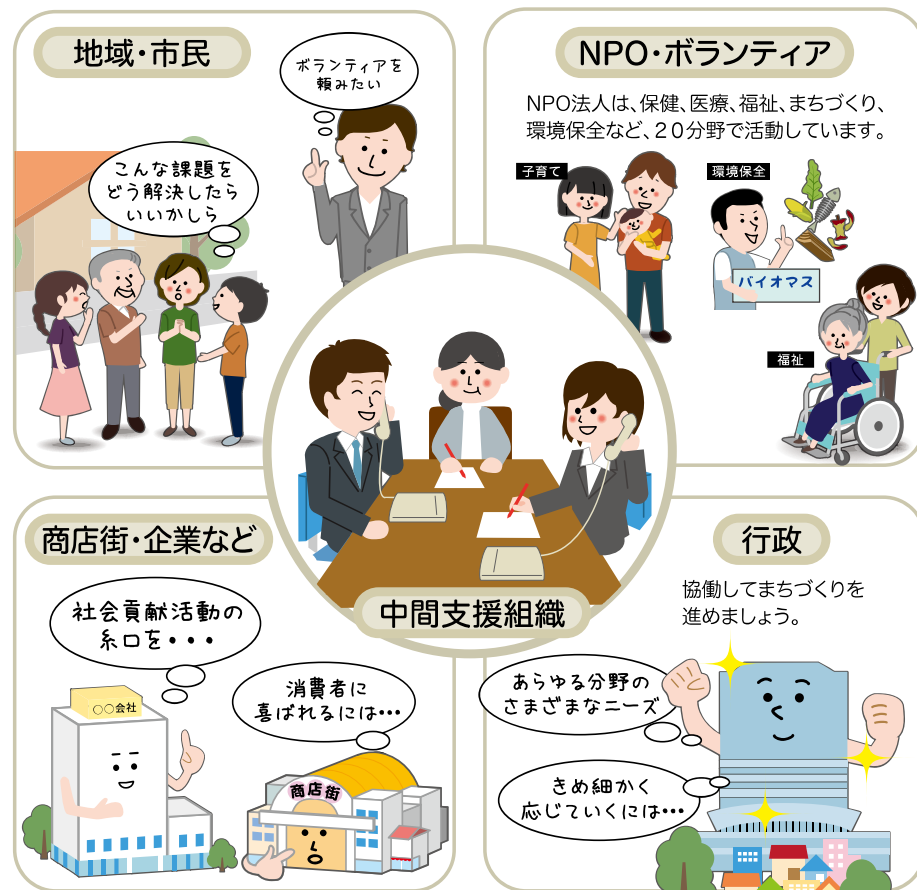 地域・市民
ボランティアを
頼みたい
こんな課題を
どう解決したら
いいかしら
NPO・ボランティア
NPO法人は、保健、医療、福祉、まちづくり、
環境保全など、20分野で活動しています。
子育て
環境保全
バイオマス
福祉
中間支援組織
商店街・企業など
社会貢献活動の
糸口を・・・
○○会社
消費者に
喜ばれるには・・・
商店街
行政
協働してまちづくりを
進めましょう。
あらゆる分野の
さまざまなニーズ
きめ細かく
応じていくには・・・